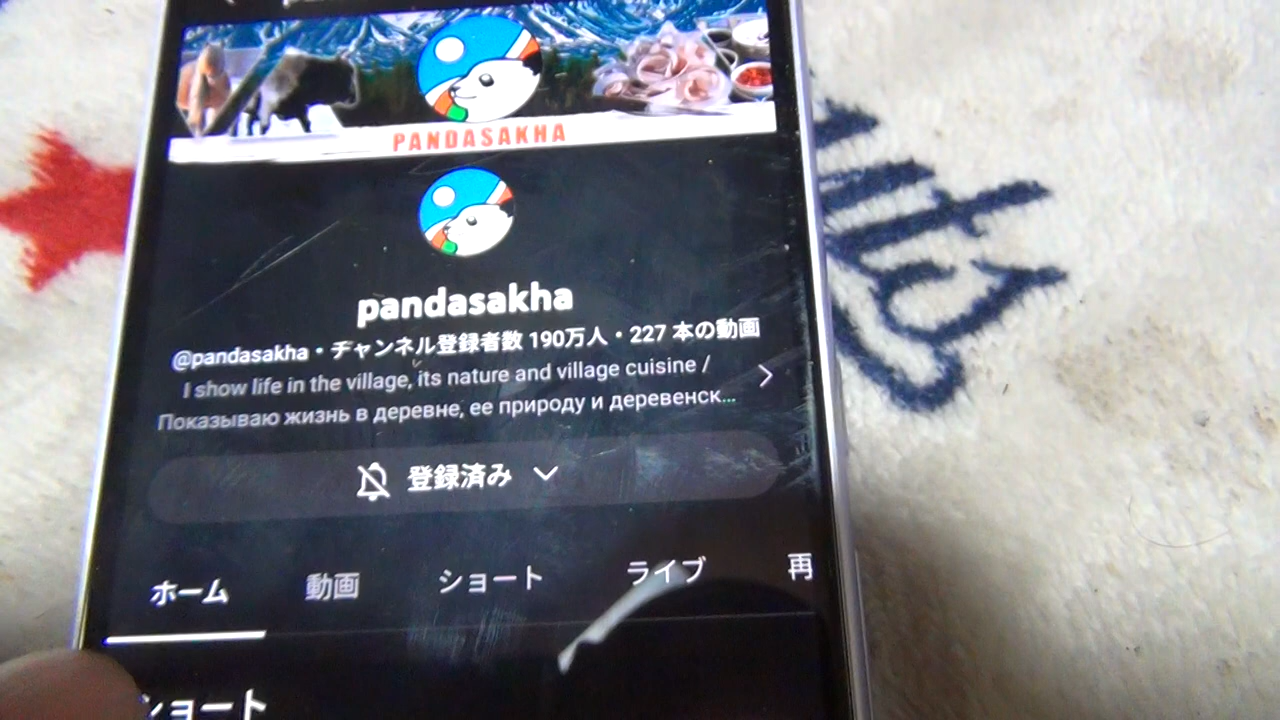 PANDASAKHA
pandasakha
@pandasakha・チャンネル登録者数 190万人・227 本の動画
I show life in the village, its nature and village cuisine /
Показываю жизнь в деревне, ее природу и деревенск...
登録済み
ホーム 動画 ショート ライブ 再
ショート